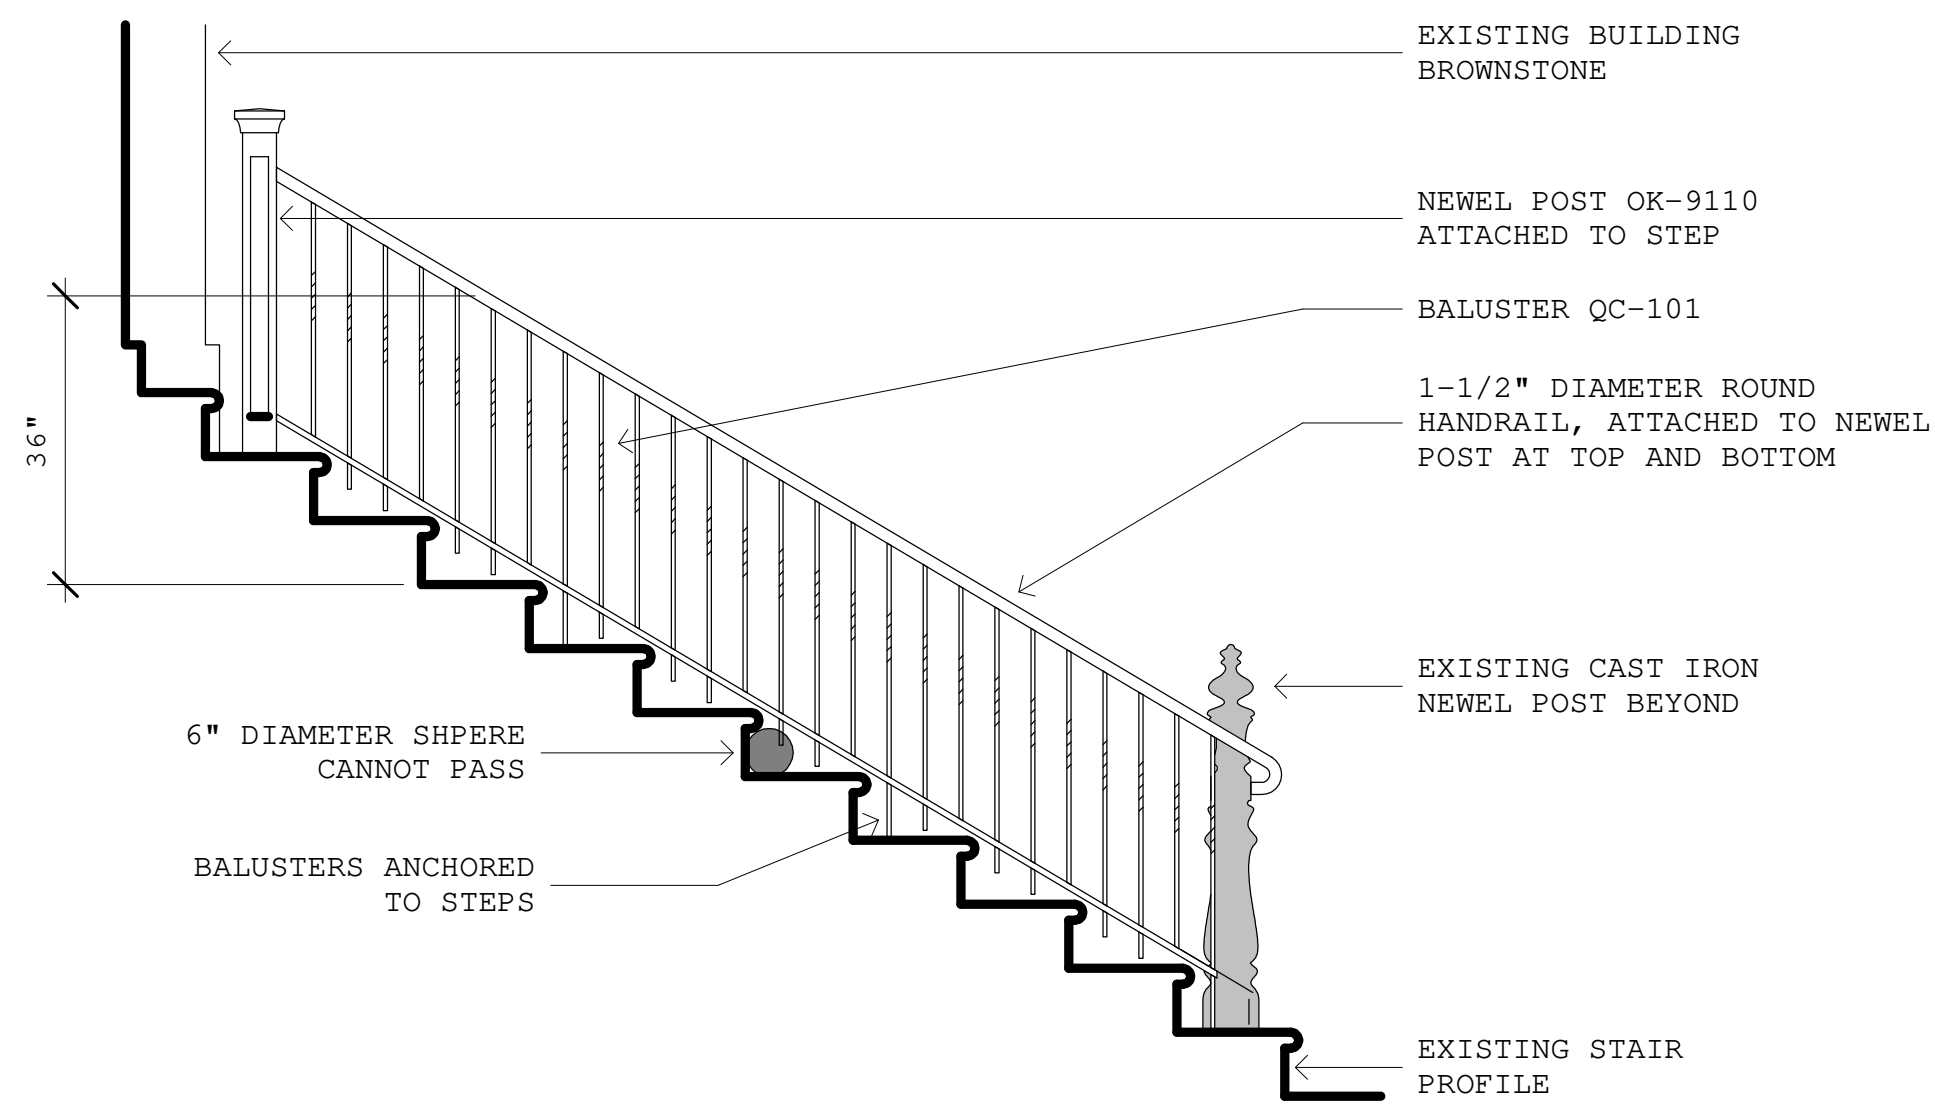 EXISTING BUILDING
BROWNSTONE
NEWEL POST OK-9110
ATTACHED TO STEP
BALUSTER QC-101
1-1/2" DIAMETER ROUND
HANDRAIL, ATTACHED TO NEWEL
POST AT TOP AND BOTTOM
36"
EXISTING CAST IRON
NEWEL POST BEYOND
6" DIAMETER SHPERE
CANNOT PASS
BALUSTERS ANCHORED
TO STEPS
EXISTING STAIR
PROFILE